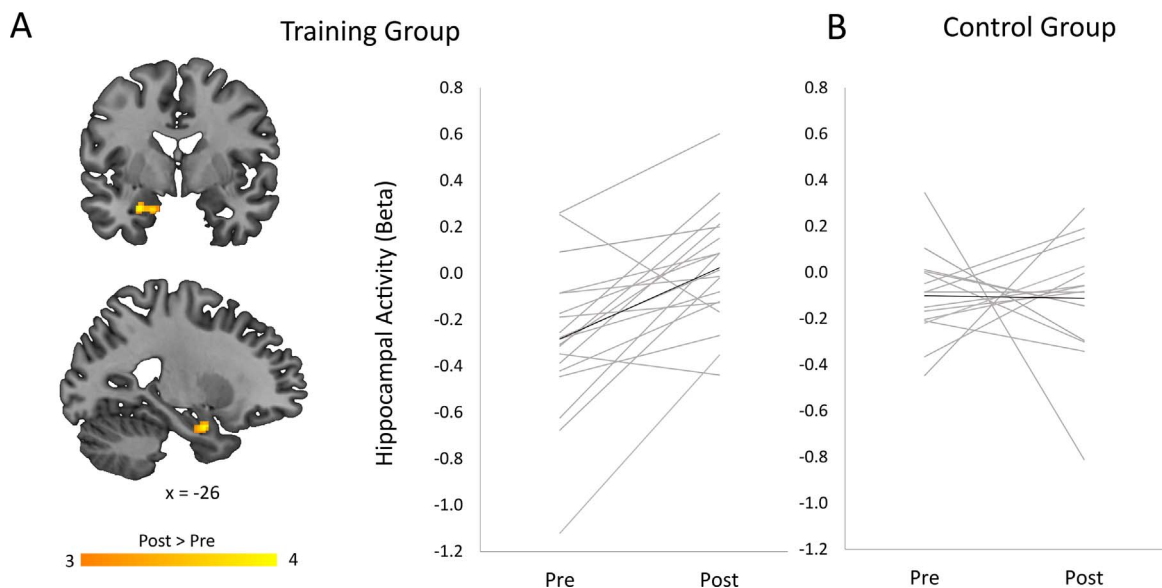 A
Training Group
x = -26
Post > Pre
3 4
Hippocampal Activity (Beta)
0.8
0.6
0.4
0.2
0.0
-0.2
-0.4
-0.6
-0.8
-1.0
-1.2
Pre Post
B
Control Group
0.8
0.6
0.4
0.2
0.0
-0.2
-0.4
-0.6
-0.8
-1.0
-1.2
Pre Post